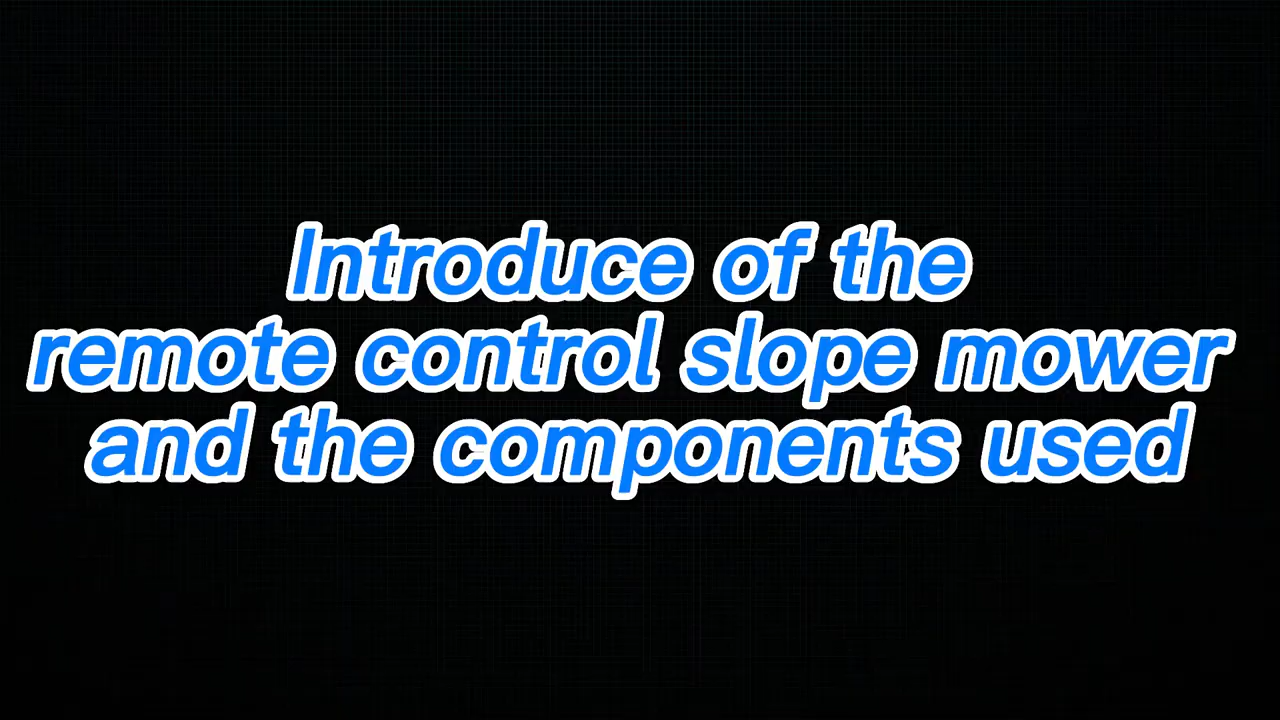 Introduce of the
remote control slope mower
and the components used